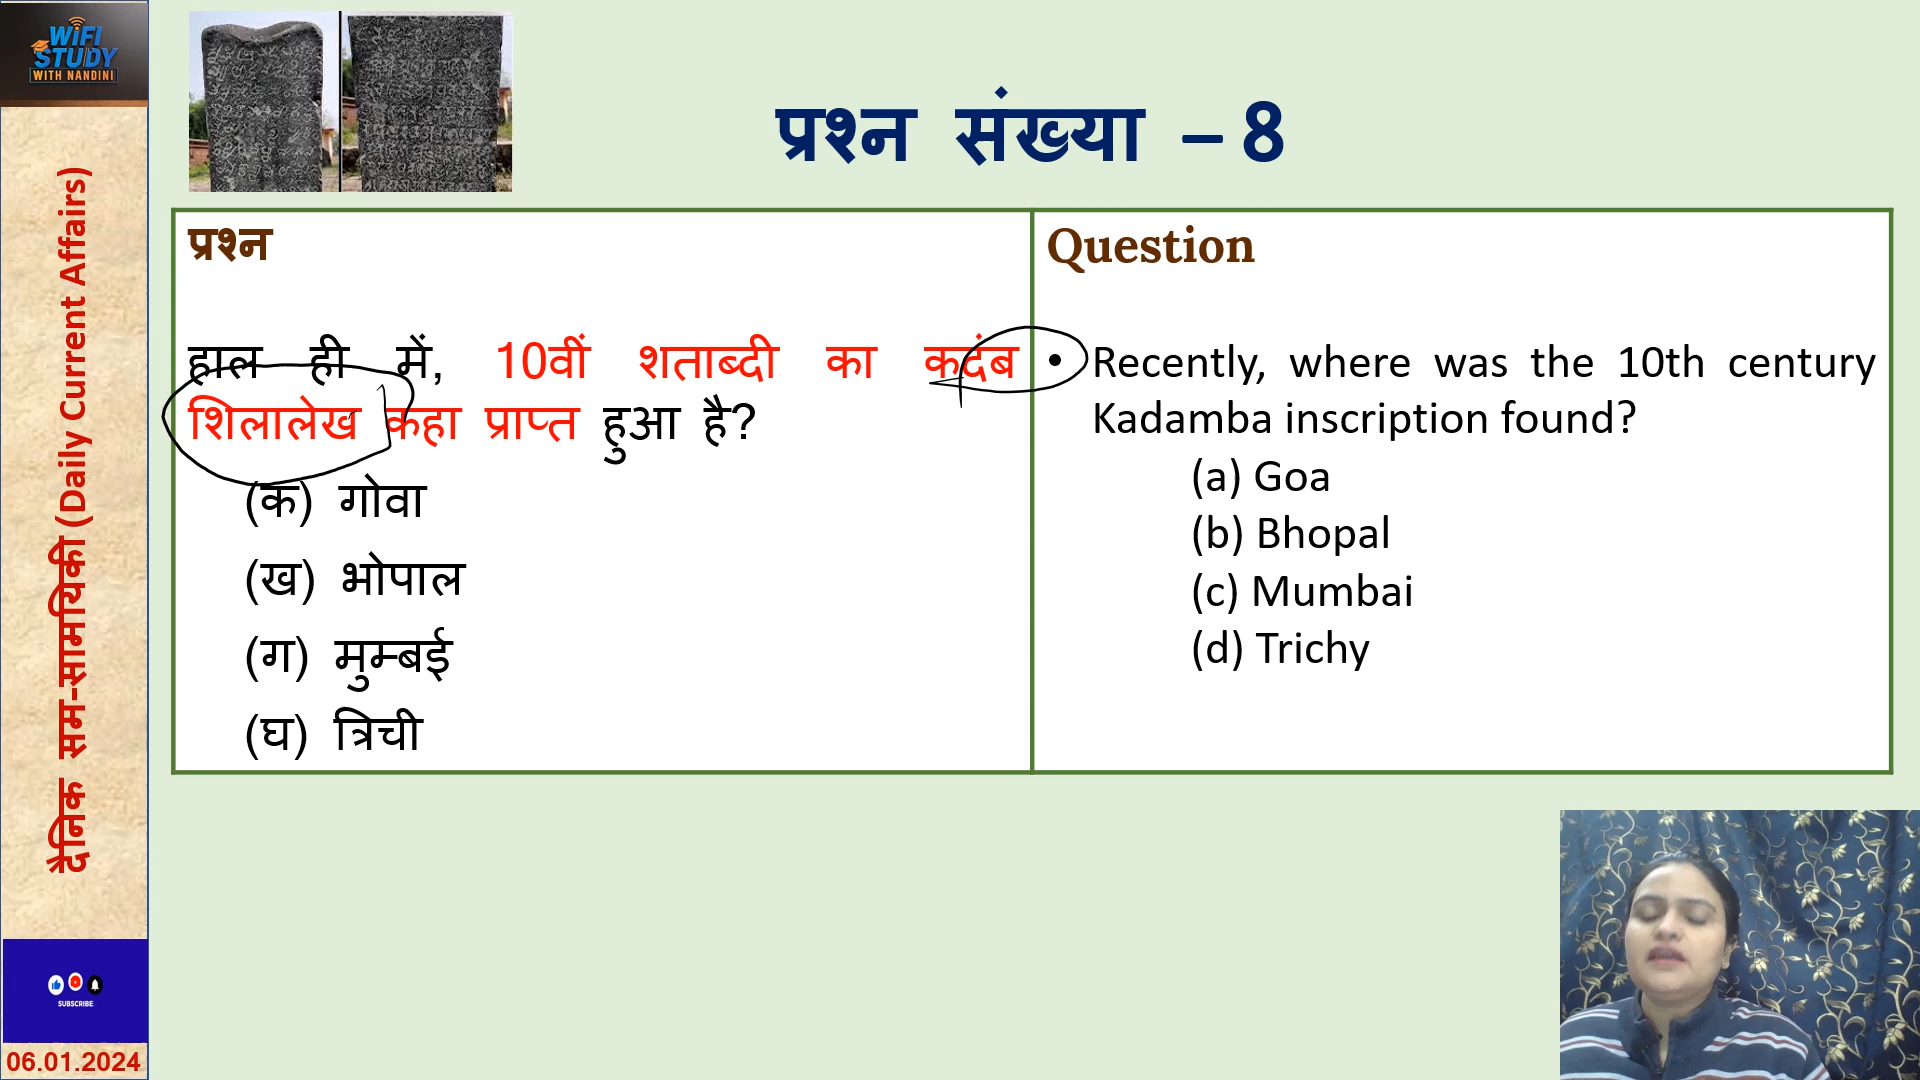 WiFi
STUDY
WITH NANDINI
दैनिक सम-सामयिकी (Daily Current Affairs)
SUBSCRIBE
06.01.2024
प्रश्न संख्या – 8
प्रश्न
हाल ही में, 10वीं शताब्दी का कदंब
शिलालेख कहा प्राप्त हुआ है?
(क) गोवा
(ख) भोपाल
(ग) मुम्बई
(घ) त्रिची
Question
• Recently, where was the 10th century
Kadamba inscription found?
(a) Goa
(b) Bhopal
(c) Mumbai
(d) Trichy